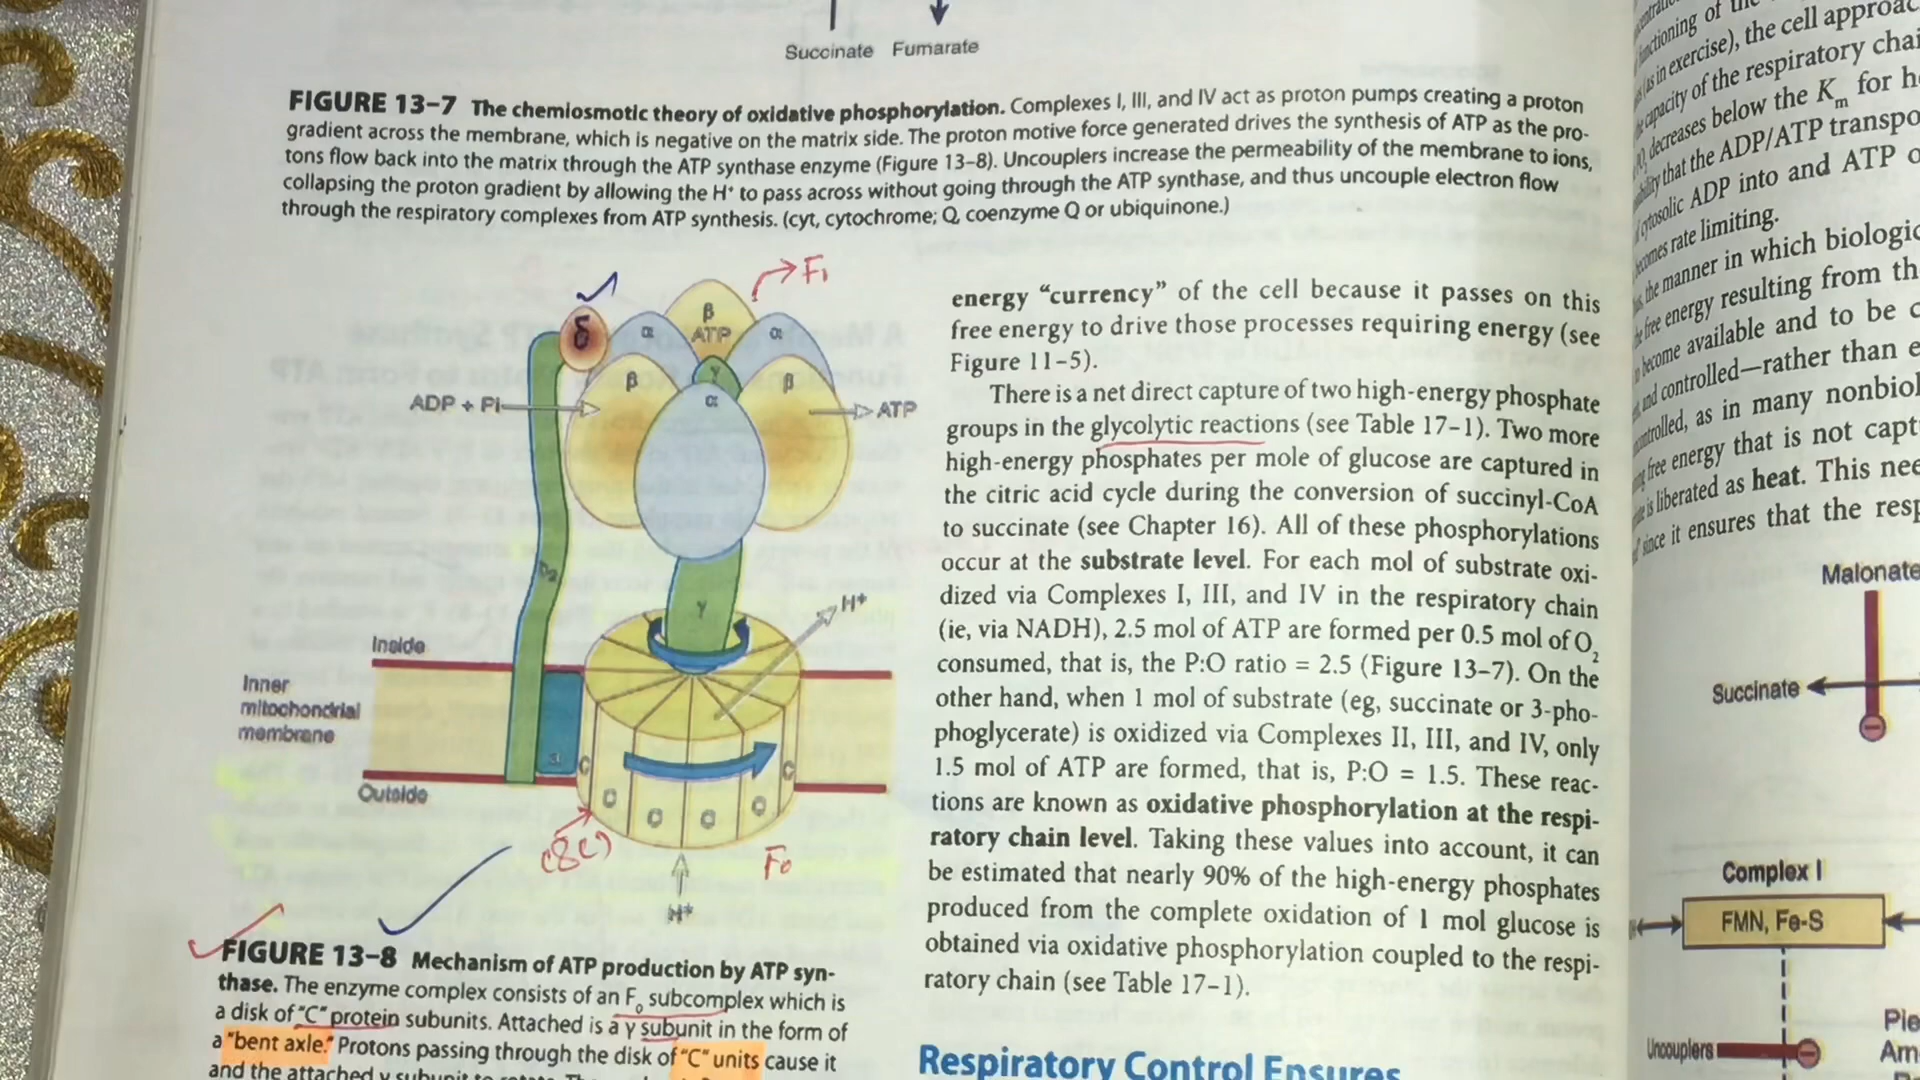 Succinate Fumarate
FIGURE 13–7 The chemiosmotic theory of oxidative phosphorylation. Complexes I, III, and IV act as proton pumps creating a proton
gradient across the membrane, which is negative on the matrix side. The proton motive force generated drives the synthesis of ATP as the pro-
tons flow back into the matrix through the ATP synthase enzyme (Figure 13–8). Uncouplers increase the permeability of the membrane to ions,
collapsing the proton gradient by allowing the H⁺ to pass across without going through the ATP synthase, and thus uncouple electron flow
through the respiratory complexes from ATP synthesis. (cyt, cytochrome; Q, coenzyme Q or ubiquinone.)
F₁
β
δ α ATP α
β γ β
α
ADP + Pi ATP
b₂
γ
H⁺
Inside
Inner
mitochondrial
membrane
a C C
Outside
C C C C
(8C) F₀
H⁺
FIGURE 13–8 Mechanism of ATP production by ATP syn-
thase. The enzyme complex consists of an F₀ subcomplex which is
a disk of "C" protein subunits. Attached is a γ subunit in the form of
a "bent axle." Protons passing through the disk of "C" units cause it
and the attached γ subunit to rotate.
energy “currency” of the cell because it passes on this
free energy to drive those processes requiring energy (see
Figure 11–5).
There is a net direct capture of two high-energy phosphate
groups in the glycolytic reactions (see Table 17–1). Two more
high-energy phosphates per mole of glucose are captured in
the citric acid cycle during the conversion of succinyl-CoA
to succinate (see Chapter 16). All of these phosphorylations
occur at the substrate level. For each mol of substrate oxi-
dized via Complexes I, III, and IV in the respiratory chain
(ie, via NADH), 2.5 mol of ATP are formed per 0.5 mol of O₂
consumed, that is, the P:O ratio = 2.5 (Figure 13–7). On the
other hand, when 1 mol of substrate (eg, succinate or 3-pho-
phoglycerate) is oxidized via Complexes II, III, and IV, only
1.5 mol of ATP are formed, that is, P:O = 1.5. These reac-
tions are known as oxidative phosphorylation at the respi-
ratory chain level. Taking these values into account, it can
be estimated that nearly 90% of the high-energy phosphates
produced from the complete oxidation of 1 mol glucose is
obtained via oxidative phosphorylation coupled to the respi-
ratory chain (see Table 17–1).
Respiratory Control Ensures
functioning of the
(as in exercise), the cell
capacity of the respiratory
decreases below the Kₘ for
that the ADP/ATP
cytosolic ADP into and ATP
becomes rate limiting.
the manner in which
free energy resulting from
become available and to be
and controlled—rather than
controlled, as in many
free energy that is not
is liberated as heat. This
since it ensures that the
Malonate
Succinate
Complex I
FMN, Fe-S
Uncouplers